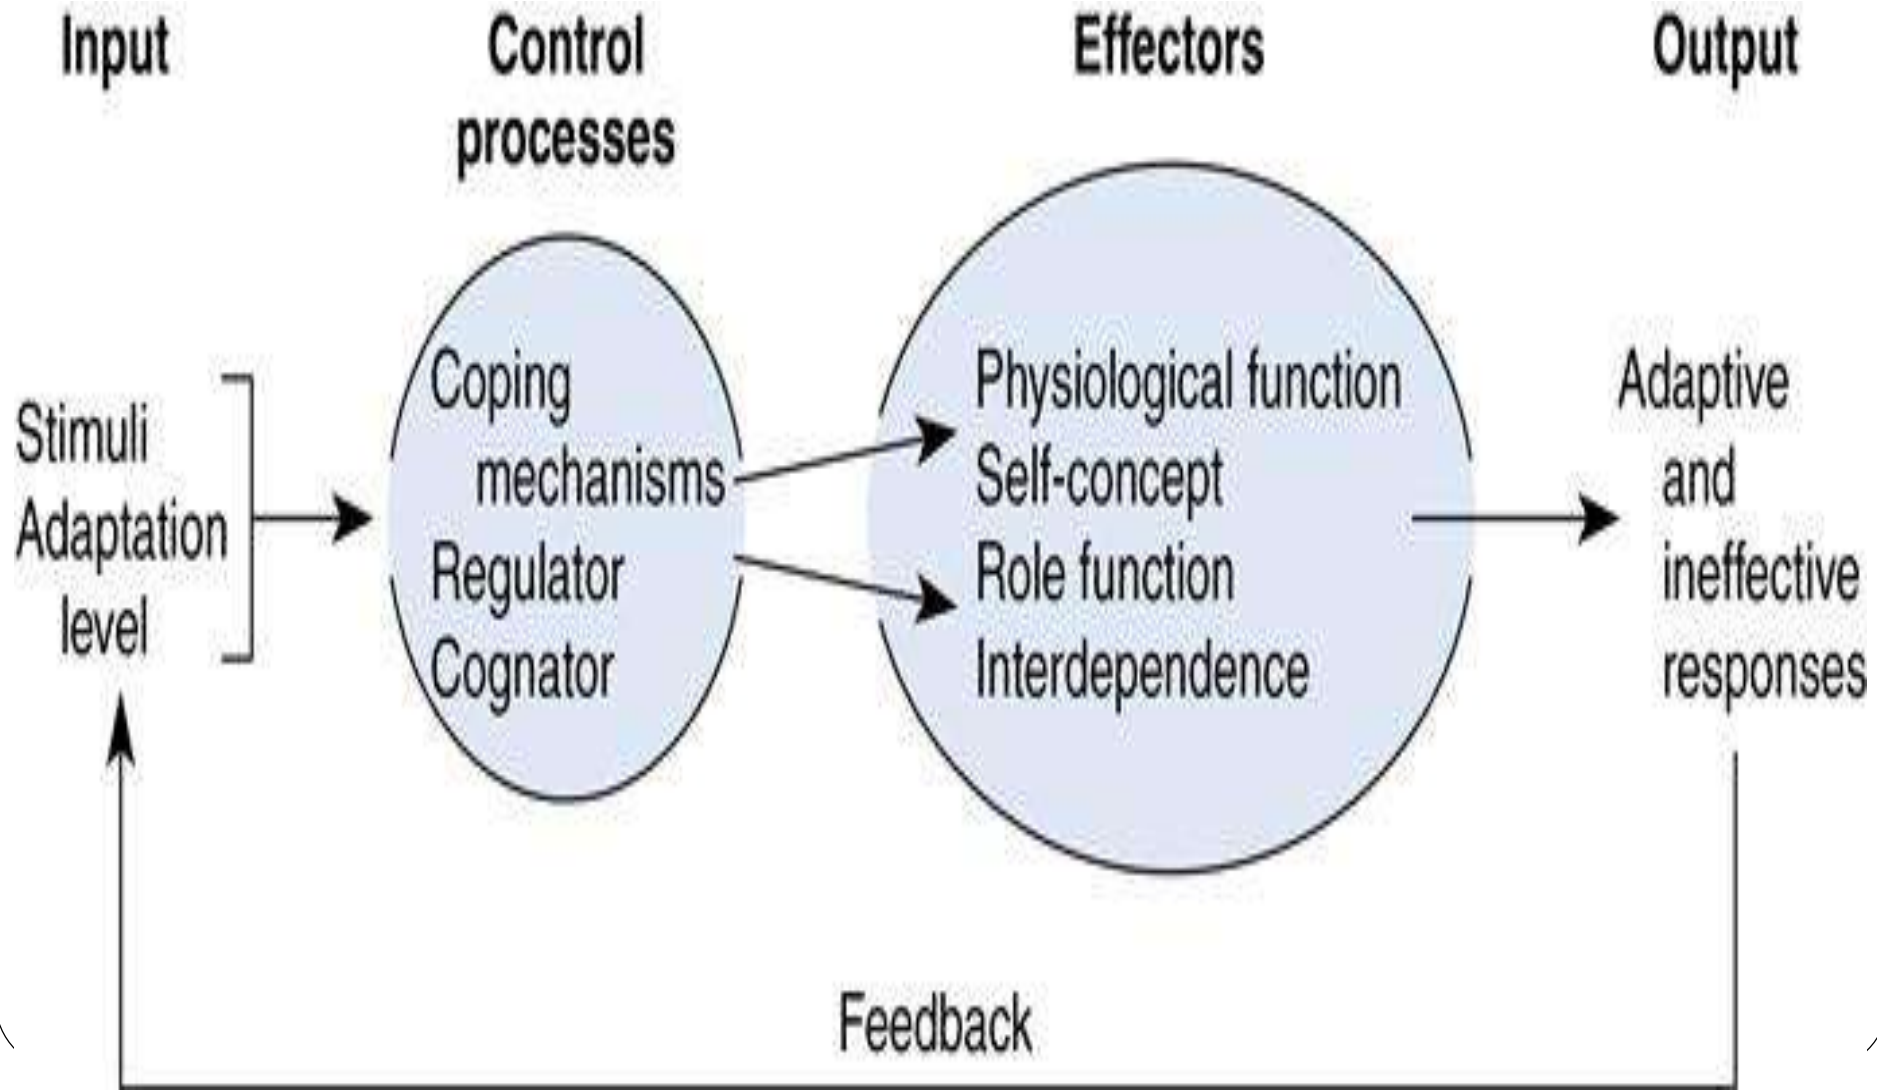 Input
Control
processes
Effectors
Output
Stimuli
Adaptation
level
Coping
mechanisms
Regulator
Cognator
Physiological function
Self-concept
Role function
Interdependence
Adaptive
and
ineffective
responses
Feedback